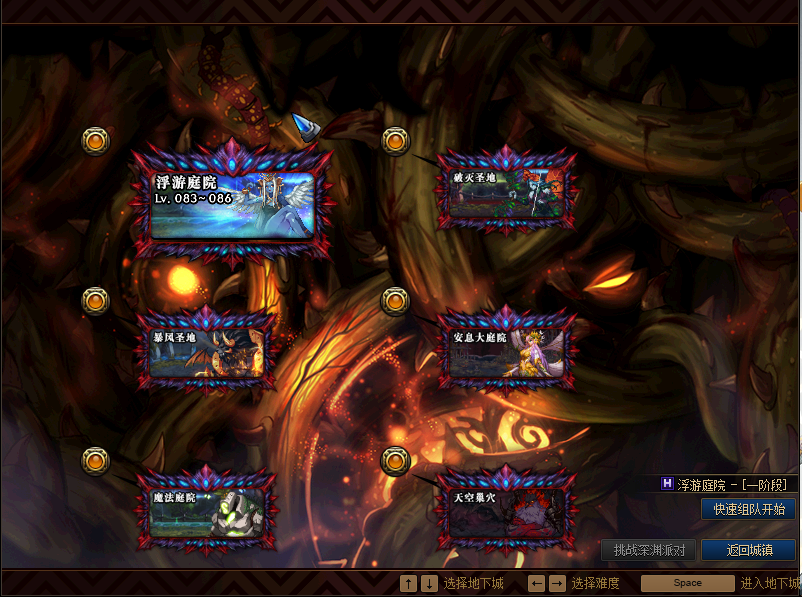 浮游庭院
Lv. 083~086
破灭圣地
暴风圣地
安息大庭院
魔法庭院
天空巢穴
H 浮游庭院 - [一阶段]
快速组队开始
挑战深渊派对
返回城镇
↑ ↓ 选择地下城
← → 选择难度
Space
进入地下城